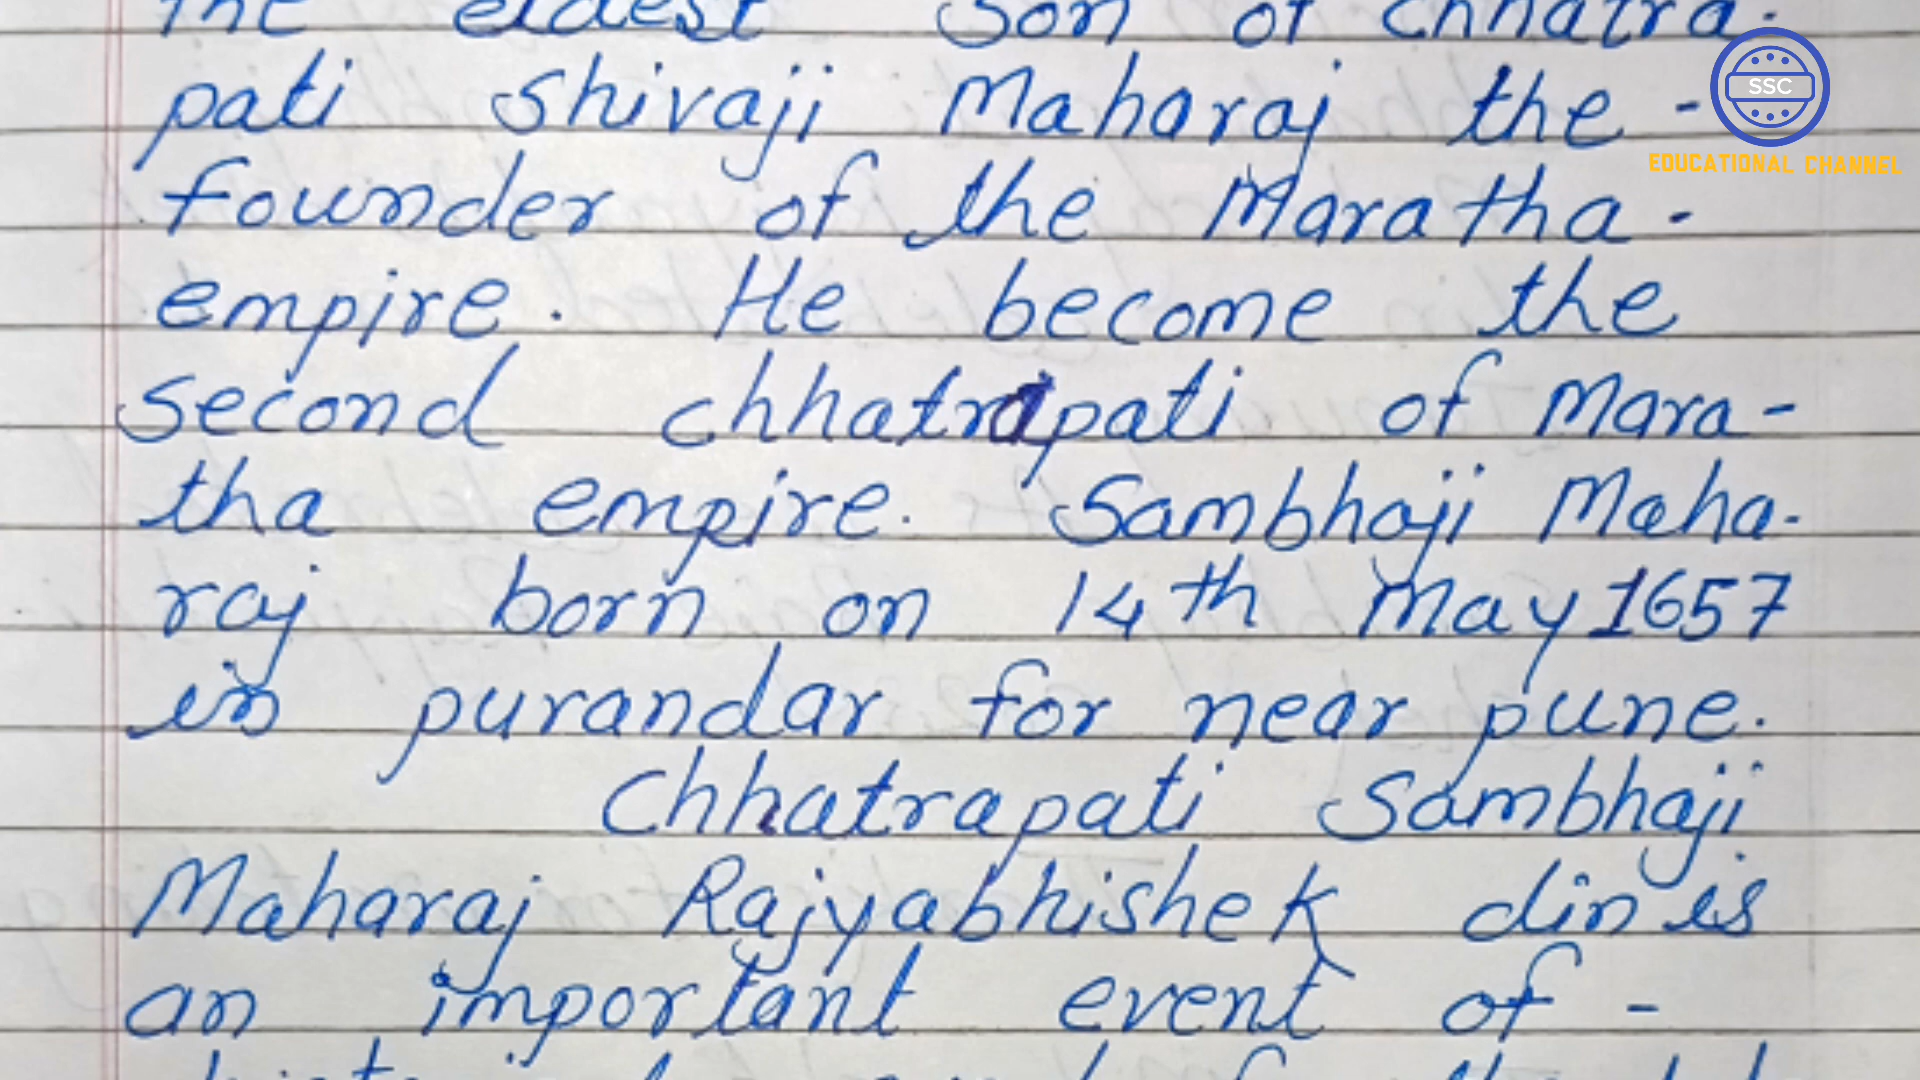 the eldest son of Chhatra-
pati Shivaji Maharaj the -
founder of the Maratha -
empire. He become the
second chhatrapati of Mara-
tha empire. Sambhaji Maha-
raj born on 14th May 1657
in purandar for near pune.
Chhatrapati Sambhaji
Maharaj Rajyabhishek din is
an important event of -
SSC
EDUCATIONAL CHANNEL